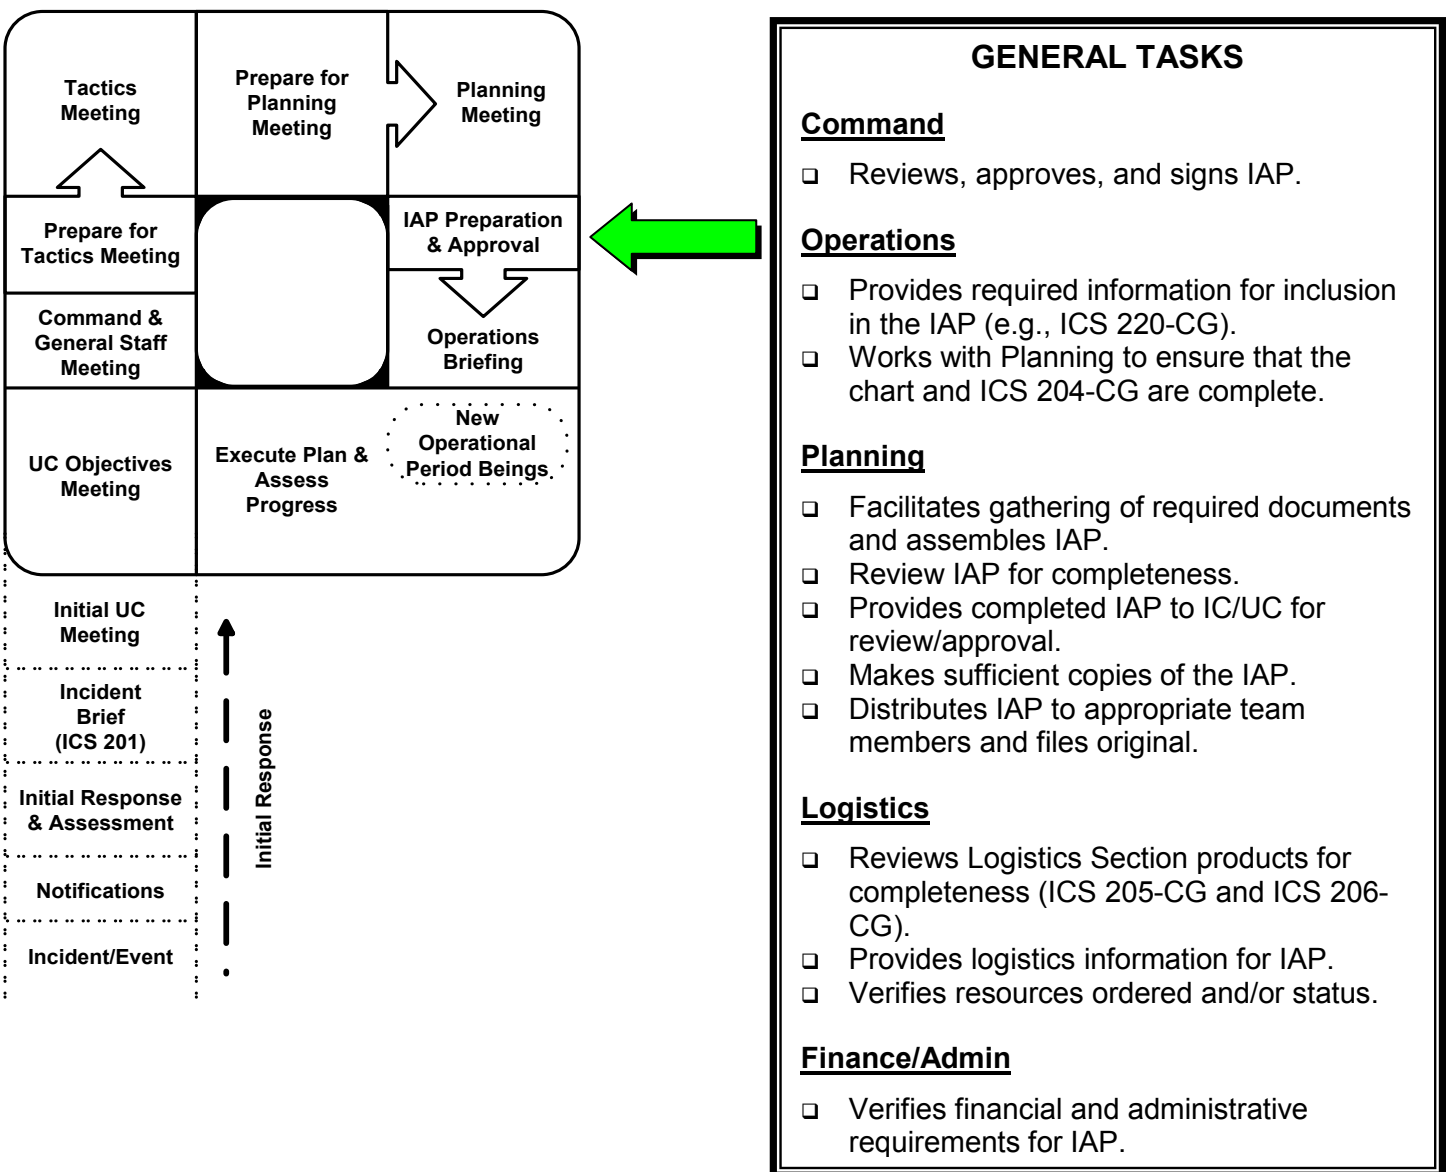 Tactics
Meeting
Prepare for
Planning
Meeting
Planning
Meeting
Prepare for
Tactics Meeting
IAP Preparation
& Approval
Command &
General Staff
Meeting
Operations
Briefing
UC Objectives
Meeting
Execute Plan &
Assess
Progress
New
Operational
Period Beings
Initial UC
Meeting
Incident
Brief
(ICS 201)
Initial Response
& Assessment
Notifications
Incident/Event
Initial Response
GENERAL TASKS
Command
❑ Reviews, approves, and signs IAP.
Operations
❑ Provides required information for inclusion
in the IAP (e.g., ICS 220-CG).
❑ Works with Planning to ensure that the
chart and ICS 204-CG are complete.
Planning
❑ Facilitates gathering of required documents
and assembles IAP.
❑ Review IAP for completeness.
❑ Provides completed IAP to IC/UC for
review/approval.
❑ Makes sufficient copies of the IAP.
❑ Distributes IAP to appropriate team
members and files original.
Logistics
❑ Reviews Logistics Section products for
completeness (ICS 205-CG and ICS 206-
CG).
❑ Provides logistics information for IAP.
❑ Verifies resources ordered and/or status.
Finance/Admin
❑ Verifies financial and administrative
requirements for IAP.